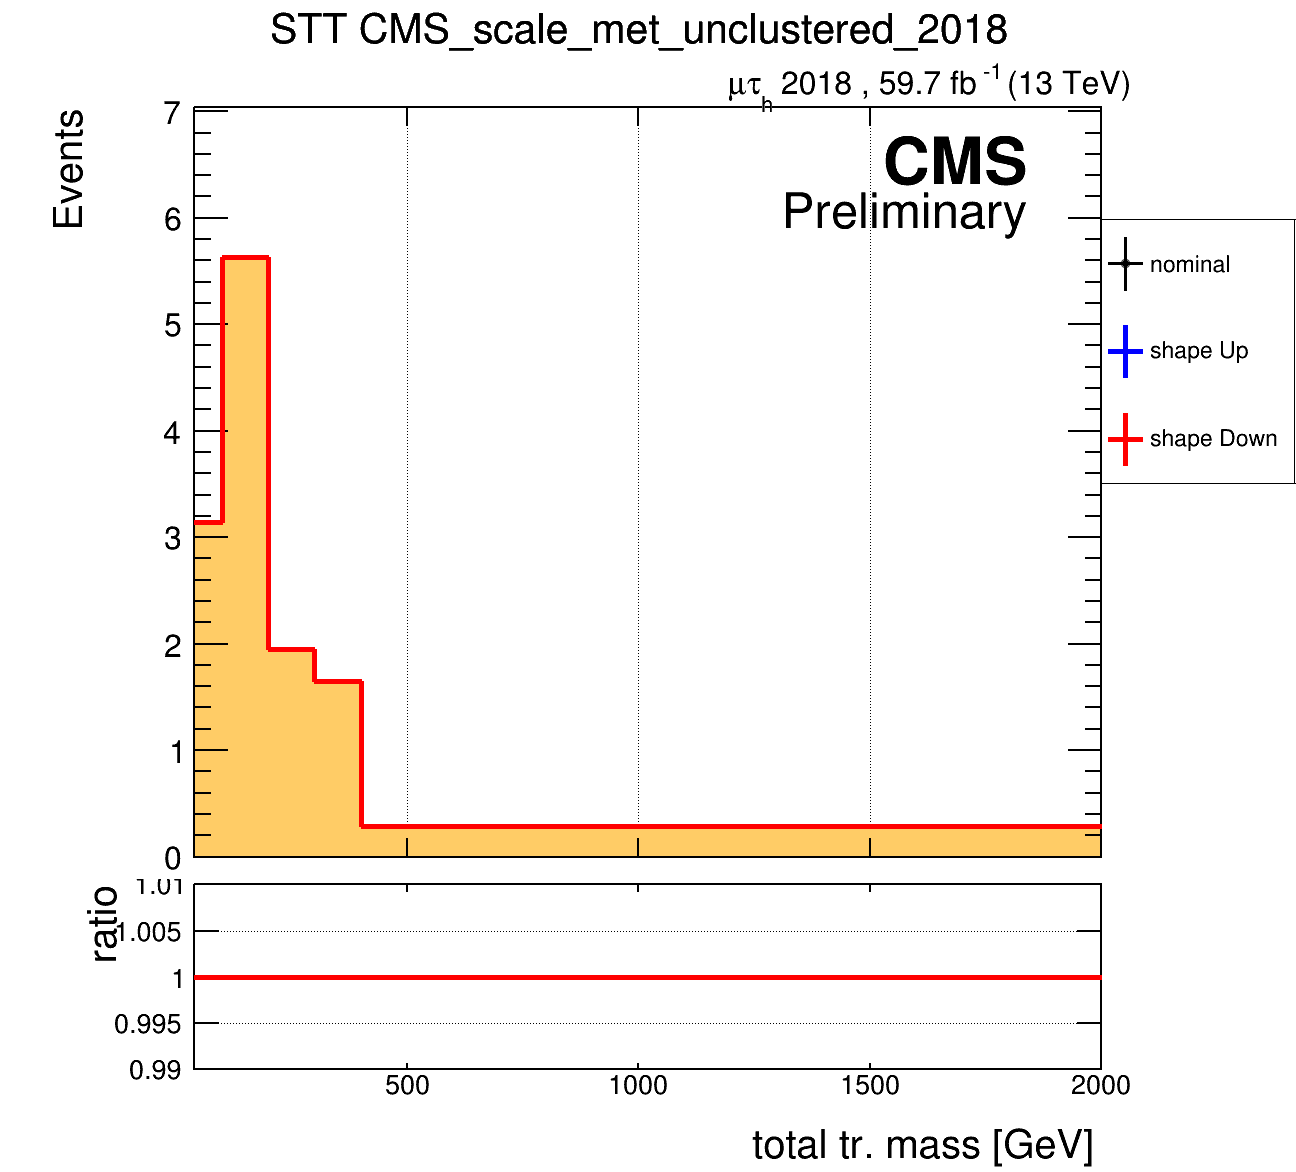 STT CMS_scale_met_unclustered_2018
μτh 2018 , 59.7 fb-1 (13 TeV)
Events
7
6
5
4
3
2
1
0
CMS
Preliminary
nominal
shape Up
shape Down
ratio
1.01
1.005
1
0.995
0.99
500 1000 1500 2000
total tr. mass [GeV]